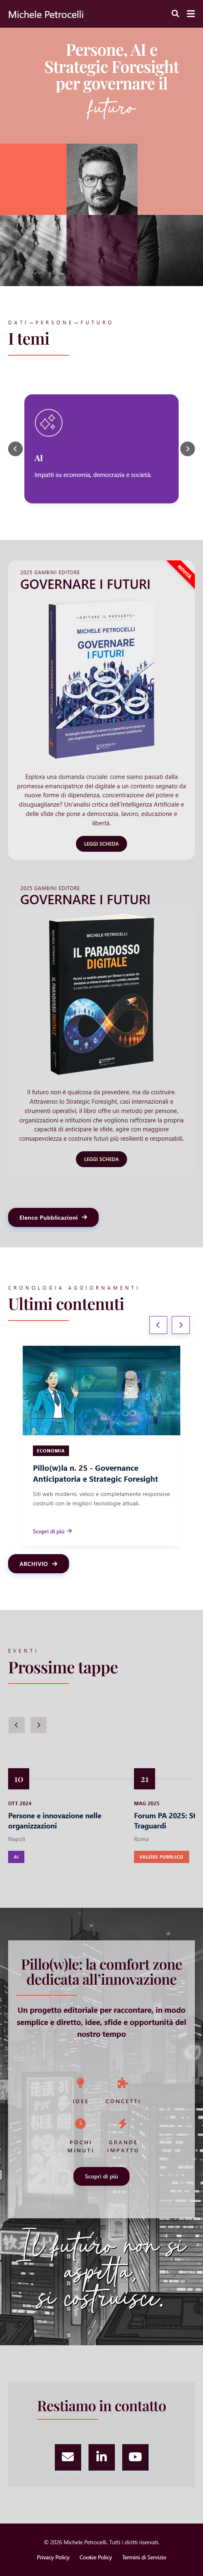 Michele Petrocelli
Persone, AI e
Strategic Foresight
per governare il
futuro
DATI⇝PERSONE⇝FUTURO
I temi
AI
Impatti su economia, democrazia e società.
NOVITÀ
2025 GAMBINI EDITORE
GOVERNARE I FUTURI
ABITARE IL PRESENTE
MICHELE PETROCELLI
GOVERNARE
I FUTURI
Esplora una domanda cruciale: come siamo passati dalla
promessa emancipatrice del digitale a un contesto segnato da
nuove forme di dipendenza, concentrazione del potere e
disuguaglianze? Un'analisi critica dell'Intelligenza Artificiale e
delle sfide che pone a democrazia, lavoro, educazione e
libertà.
LEGGI SCHEDA
2025 GAMBINI EDITORE
GOVERNARE I FUTURI
MICHELE PETROCELLI
IL PARADOSSO
DIGITALE
IL PARADOSSO DIGITALE
Il futuro non è qualcosa da prevedere, ma da costruire.
Attraverso lo Strategic Foresight, casi internazionali e
strumenti operativi, il libro offre un metodo per persone,
organizzazioni e istituzioni che vogliono rafforzare la propria
capacità di anticipare le sfide, agire con maggiore
consapevolezza e costruire futuri più resilienti e responsabili.
LEGGI SCHEDA
Elenco Pubblicazioni →
CRONOLOGIA AGGIORNAMENTI
Ultimi contenuti
ECONOMIA
Pillo(w)la n. 25 - Governance
Anticipatoria e Strategic Foresight
Siti web moderni, veloci e completamente responsive
costruiti con le migliori tecnologie attuali.
Scopri di più →
ARCHIVIO →
EVENTI
Prossime tappe
10
OTT 2024
Persone e innovazione nelle
organizzazioni
Napoli
AI
21
MAG 2025
Forum PA 2025: St
Traguardi
Roma
VALORE PUBBLICO
Pillo(w)le: la comfort zone
dedicata all'innovazione
Un progetto editoriale per raccontare, in modo
semplice e diretto, idee, sfide e opportunità del
nostro tempo
IDEE
CONCETTI
POCHI
MINUTI
GRANDE
IMPATTO
Scopri di più
Il futuro non si
aspetta,
si costruisce.
Restiamo in contatto
© 2026 Michele Petrocelli. Tutti i diritti riservati.
Privacy Policy Cookie Policy Termini di Servizio